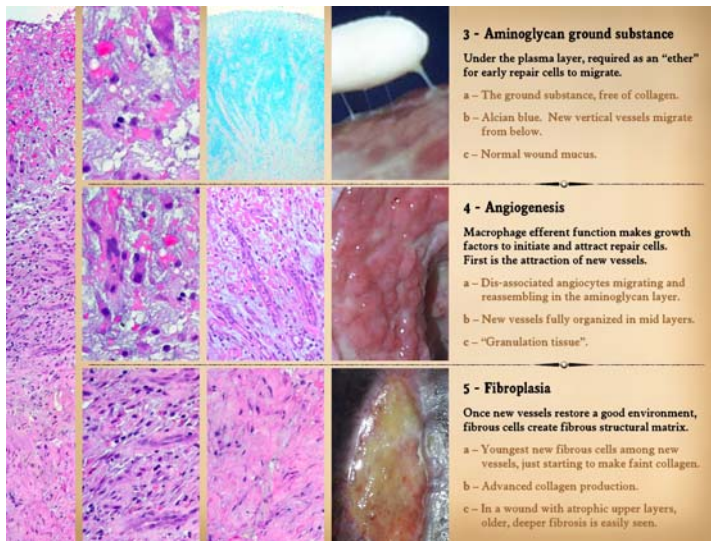 3 - Aminoglycan ground substance
Under the plasma layer, required as an “ether”
for early repair cells to migrate.
a – The ground substance, free of collagen.
b – Alcian blue.  New vertical vessels migrate
from below.
c – Normal wound mucus.
4 - Angiogenesis
Macrophage efferent function makes growth
factors to initiate and attract repair cells.
First is the attraction of new vessels.
a – Dis-associated angiocytes migrating and
reassembling in the aminoglycan layer.
b – New vessels fully organized in mid layers.
c – “Granulation tissue”.
5 - Fibroplasia
Once new vessels restore a good environment,
fibrous cells create fibrous structural matrix.
a – Youngest new fibrous cells among new
vessels, just starting to make faint collagen.
b – Advanced collagen production.
c – In a wound with atrophic upper layers,
older, deeper fibrosis is easily seen.